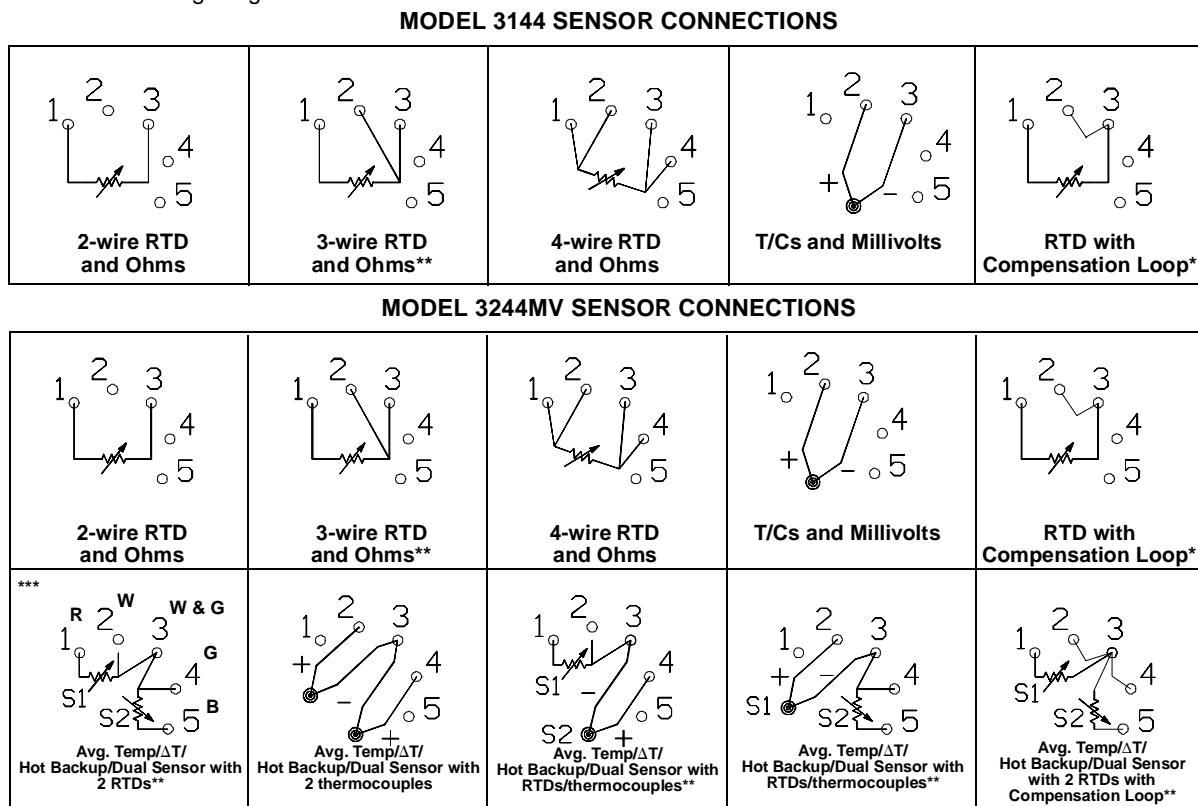 MODEL 3144 SENSOR CONNECTIONS
1 2 3 4 5
2-wire RTD
and Ohms
1 2 3 4 5
3-wire RTD
and Ohms**
1 2 3 4 5
4-wire RTD
and Ohms
1 2 3 4 5
+ -
T/Cs and Millivolts
1 2 3 4 5
RTD with
Compensation Loop*
MODEL 3244MV SENSOR CONNECTIONS
1 2 3 4 5
2-wire RTD
and Ohms
1 2 3 4 5
3-wire RTD
and Ohms**
1 2 3 4 5
4-wire RTD
and Ohms
1 2 3 4 5
+ -
T/Cs and Millivolts
1 2 3 4 5
RTD with
Compensation Loop*
***
R W W & G
1 2 3
G
4
S1
B
S2 5
Avg. Temp/ΔT/
Hot Backup/Dual Sensor with
2 RTDs**
1 2 3 4 5
+ - +
Avg. Temp/ΔT/
Hot Backup/Dual Sensor with
2 thermocouples
1 2 3 4 5
S1 -
S2 +
Avg. Temp/ΔT/
Hot Backup/Dual Sensor with
RTDs/thermocouples**
1 2 3 4 5
+ -
S1 S2
Avg. Temp/ΔT/
Hot Backup/Dual Sensor with
RTDs/thermocouples**
1 2 3 4 5
S1
S2
Avg. Temp/ΔT/
Hot Backup/Dual Sensor
with 2 RTDs with
Compensation Loop**